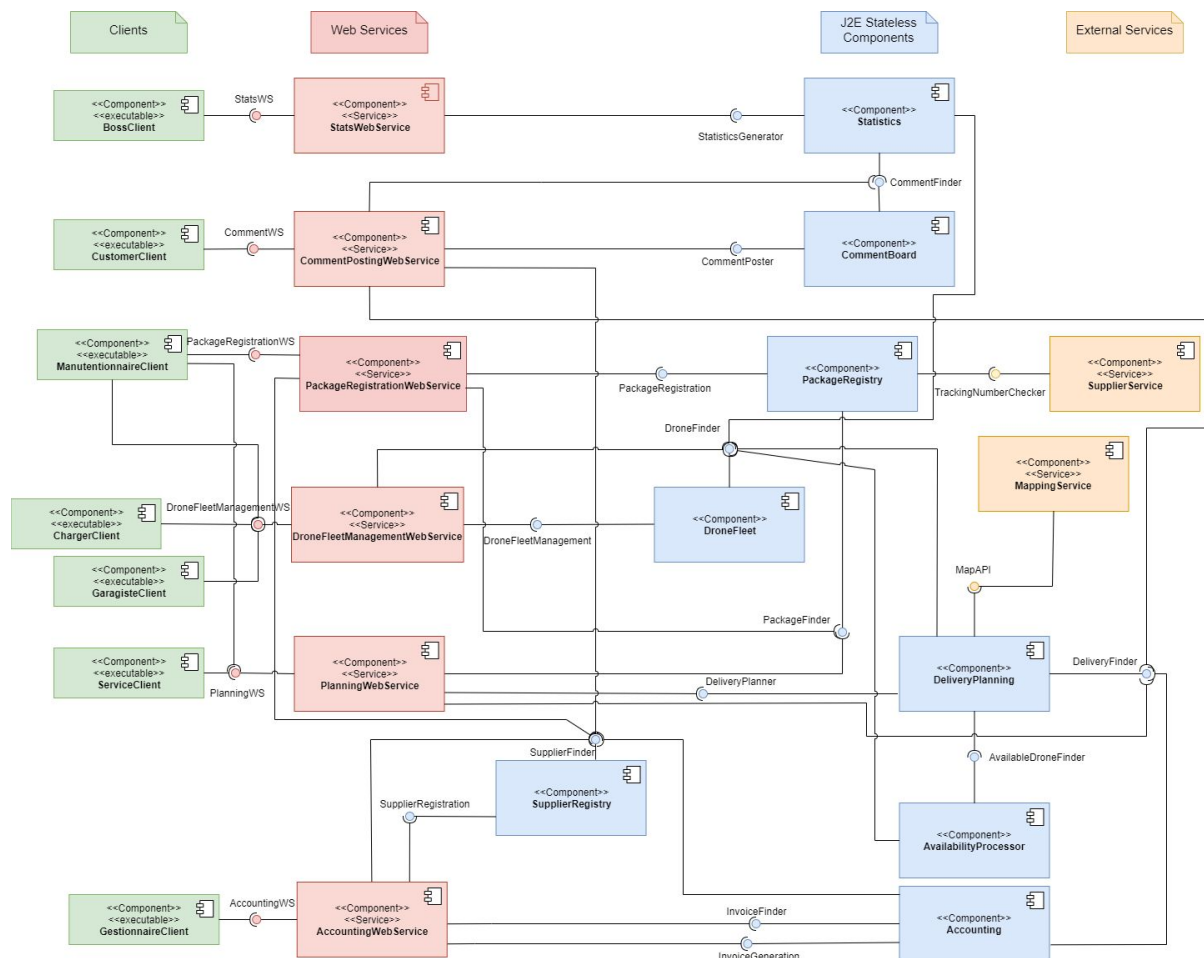 Clients
Web Services
J2E Stateless
Components
External Services
<<Component>>
<<executable>>
BossClient
StatsWS
<<Component>>
<<Service>>
StatsWebService
StatisticsGenerator
<<Component>>
Statistics
CommentFinder
<<Component>>
<<executable>>
CustomerClient
CommentWS
<<Component>>
<<Service>>
CommentPostingWebService
CommentPoster
<<Component>>
CommentBoard
<<Component>>
<<executable>>
ManutentionnaireClient
PackageRegistrationWS
<<Component>>
<<Service>>
PackageRegistrationWebService
PackageRegistration
<<Component>>
PackageRegistry
TrackingNumberChecker
<<Component>>
<<Service>>
SupplierService
DroneFinder
<<Component>>
<<Service>>
MappingService
<<Component>>
<<executable>>
ChargerClient
DroneFleetManagementWS
<<Component>>
<<Service>>
DroneFleetManagementWebService
DroneFleetManagement
<<Component>>
DroneFleet
<<Component>>
<<executable>>
GaragisteClient
MapAPI
PackageFinder
<<Component>>
<<executable>>
ServiceClient
PlanningWS
<<Component>>
<<Service>>
PlanningWebService
DeliveryPlanner
<<Component>>
DeliveryPlanning
DeliveryFinder
SupplierFinder
AvailableDroneFinder
<<Component>>
SupplierRegistry
SupplierRegistration
<<Component>>
AvailabilityProcessor
<<Component>>
<<executable>>
GestionnaireClient
AccountingWS
<<Component>>
<<Service>>
AccountingWebService
InvoiceFinder
InvoiceGeneration
<<Component>>
Accounting